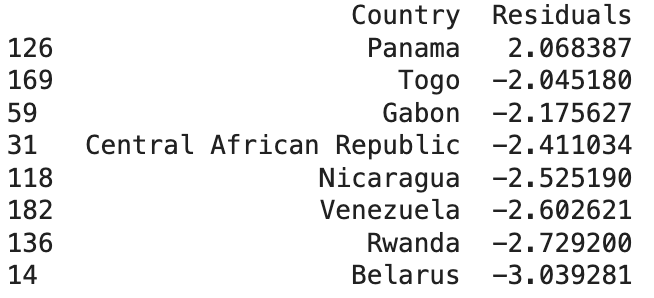 Country Residuals
126 Panama 2.068387
169 Togo -2.045180
59 Gabon -2.175627
31 Central African Republic -2.411034
118 Nicaragua -2.525190
182 Venezuela -2.602621
136 Rwanda -2.729200
14 Belarus -3.039281